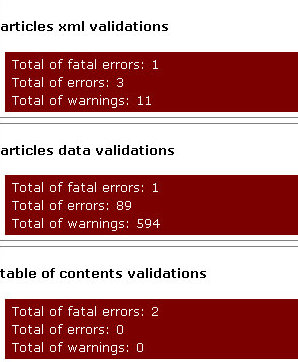 articles xml validations
Total of fatal errors: 1
Total of errors: 3
Total of warnings: 11
articles data validations
Total of fatal errors: 1
Total of errors: 89
Total of warnings: 594
table of contents validations
Total of fatal errors: 2
Total of errors: 0
Total of warnings: 0